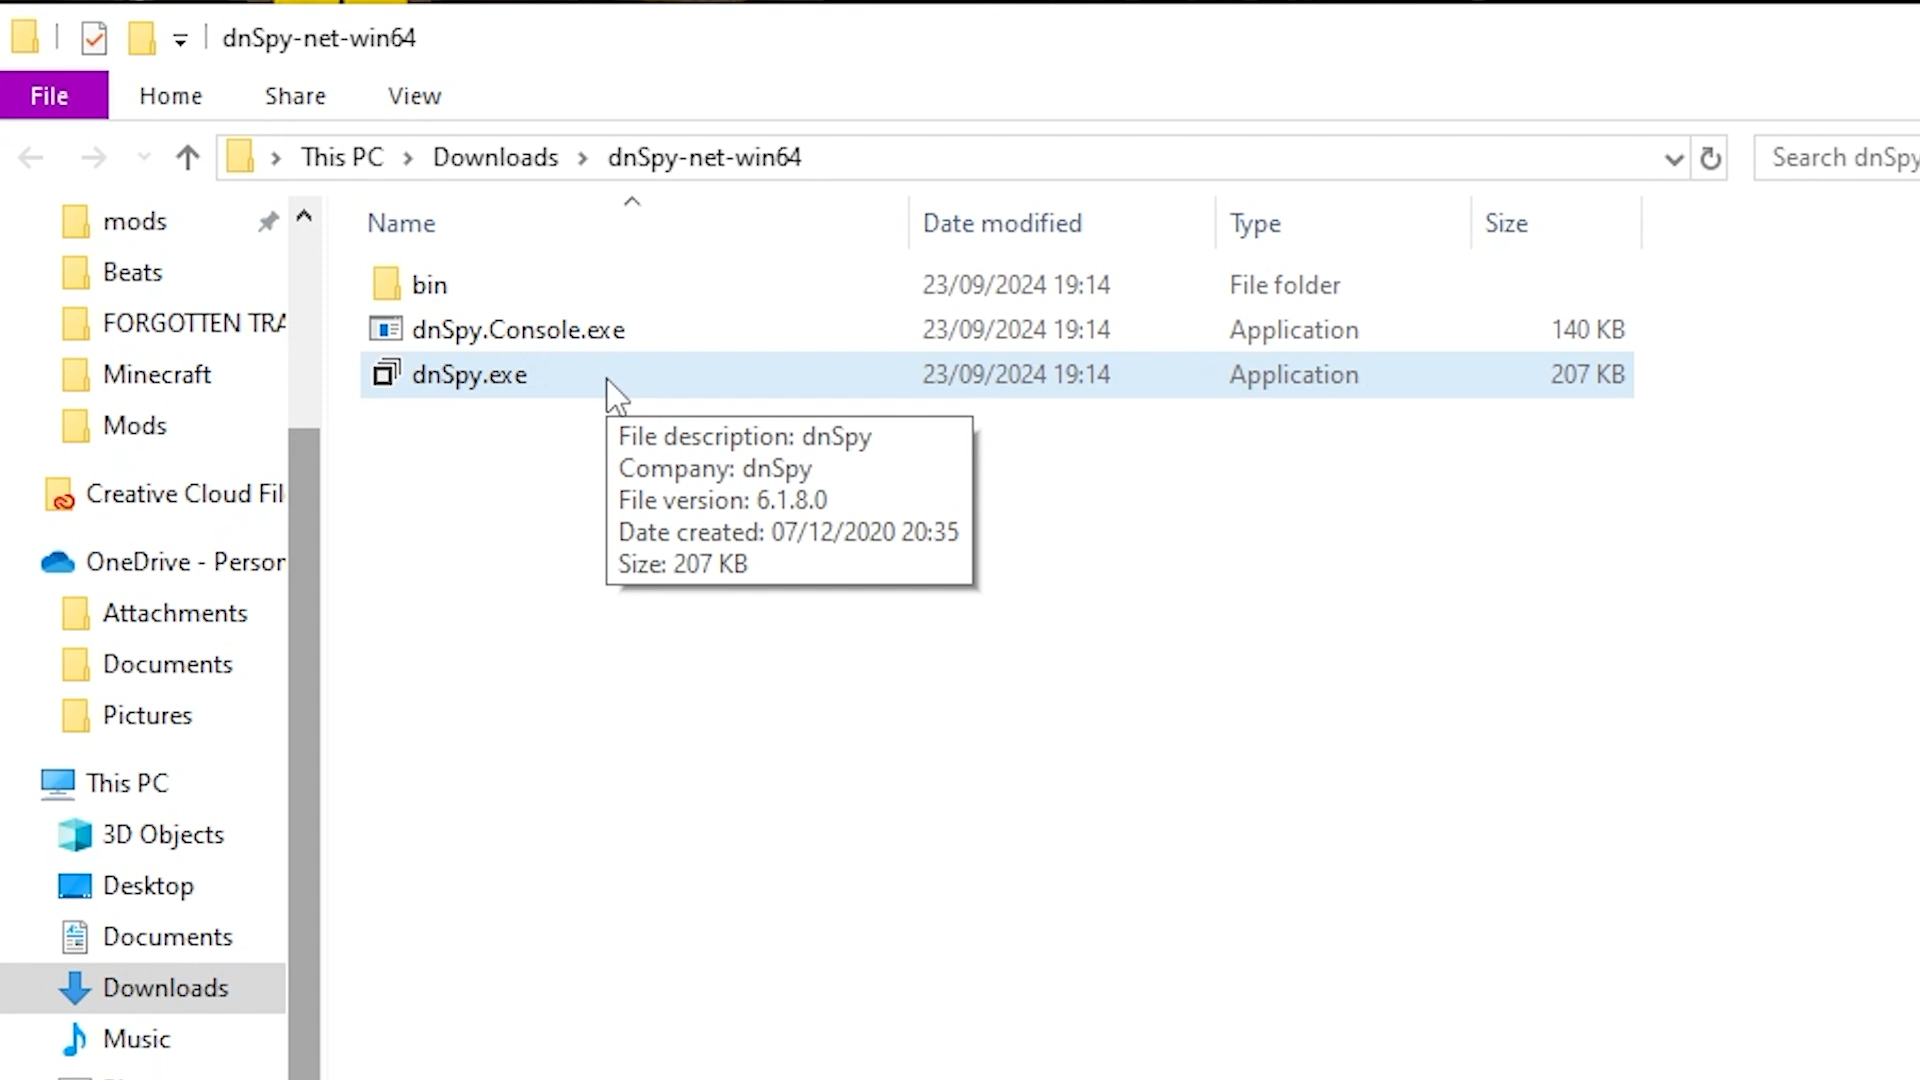 dnSpy-net-win64
File
Home
Share
View
This PC
Downloads
dnSpy-net-win64
Search dnSpy
mods
Beats
FORGOTTEN TRA
Minecraft
Mods
Creative Cloud Fil
OneDrive - Person
Attachments
Documents
Pictures
This PC
3D Objects
Desktop
Documents
Downloads
Music
Name
Date modified
Type
Size
bin
23/09/2024 19:14
File folder
dnSpy.Console.exe
23/09/2024 19:14
Application
140 KB
dnSpy.exe
23/09/2024 19:14
Application
207 KB
File description: dnSpy
Company: dnSpy
File version: 6.1.8.0
Date created: 07/12/2020 20:35
Size: 207 KB